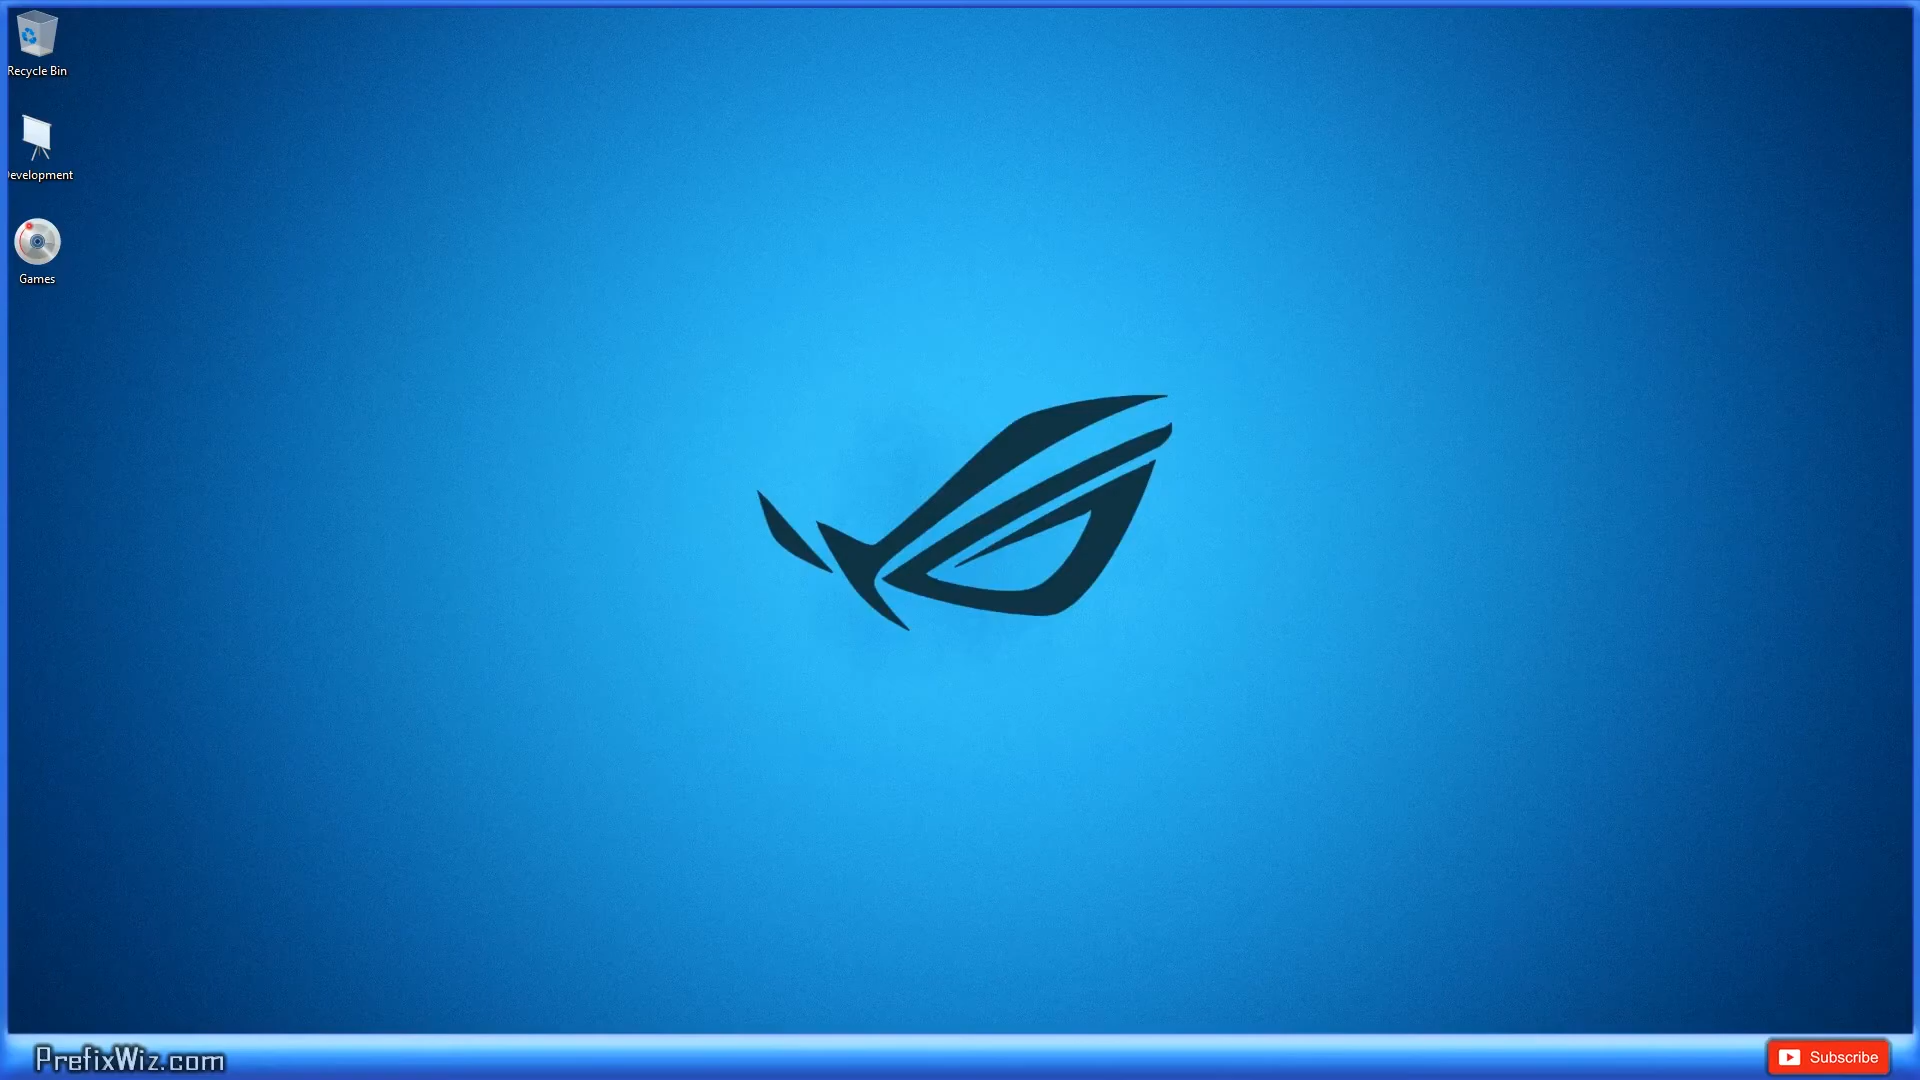 Recycle Bin
evelopment
Games
PrefixWiz.com
Subscribe